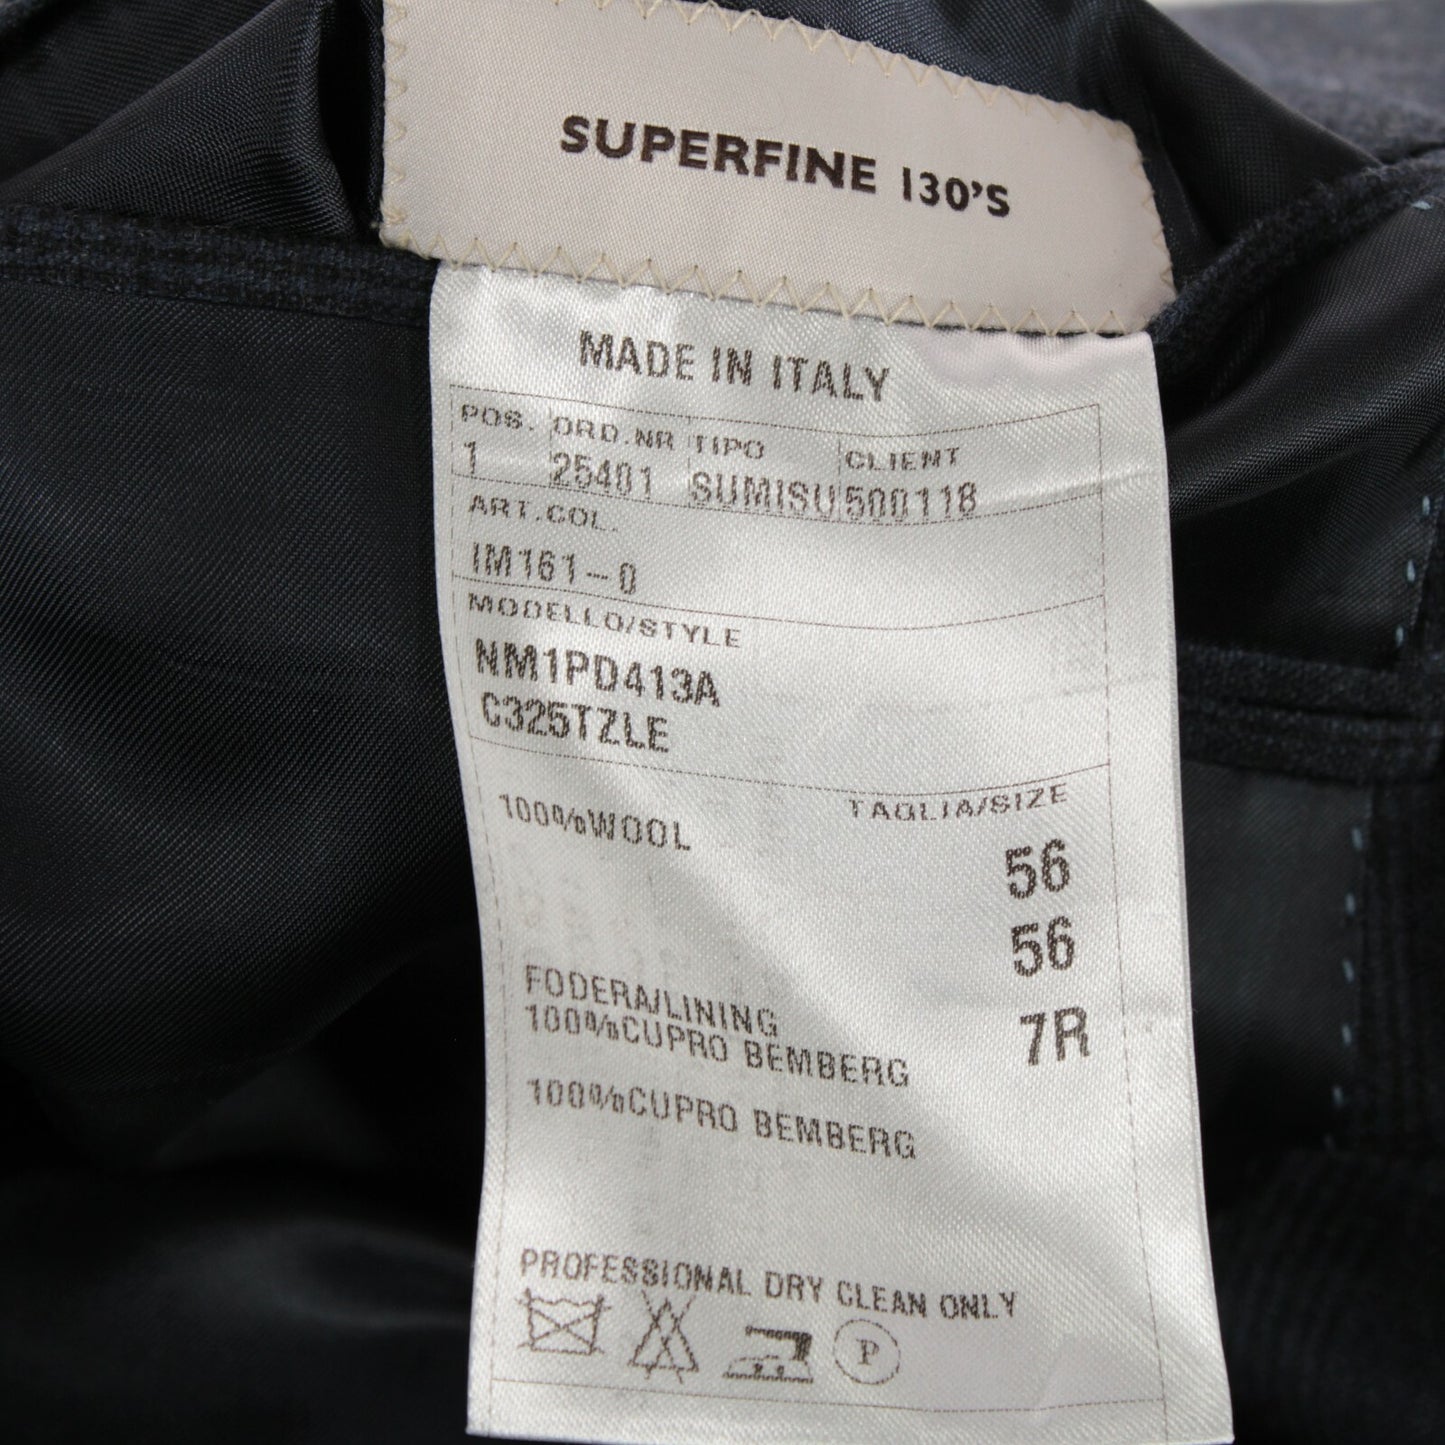 SUPERFINE 130'S
MADE IN ITALY
POS. ORD.NR TIPO CLIENT
1 25401 SUMISU 500118
ART.COL.
IM161-0
MODELLO/STYLE
NM1PD413A
C325TZLE
100%WOOL TAGLIA/SIZE
56
56
FODERA/LINING 7R
100%CUPRO BEMBERG
100%CUPRO BEMBERG
PROFESSIONAL DRY CLEAN ONLY
P